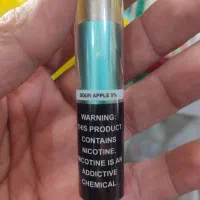 SOUR APPLE 5%
WARNING:
THIS PRODUCT
CONTAINS
NICOTINE.
NICOTINE IS AN
ADDICTIVE
CHEMICAL